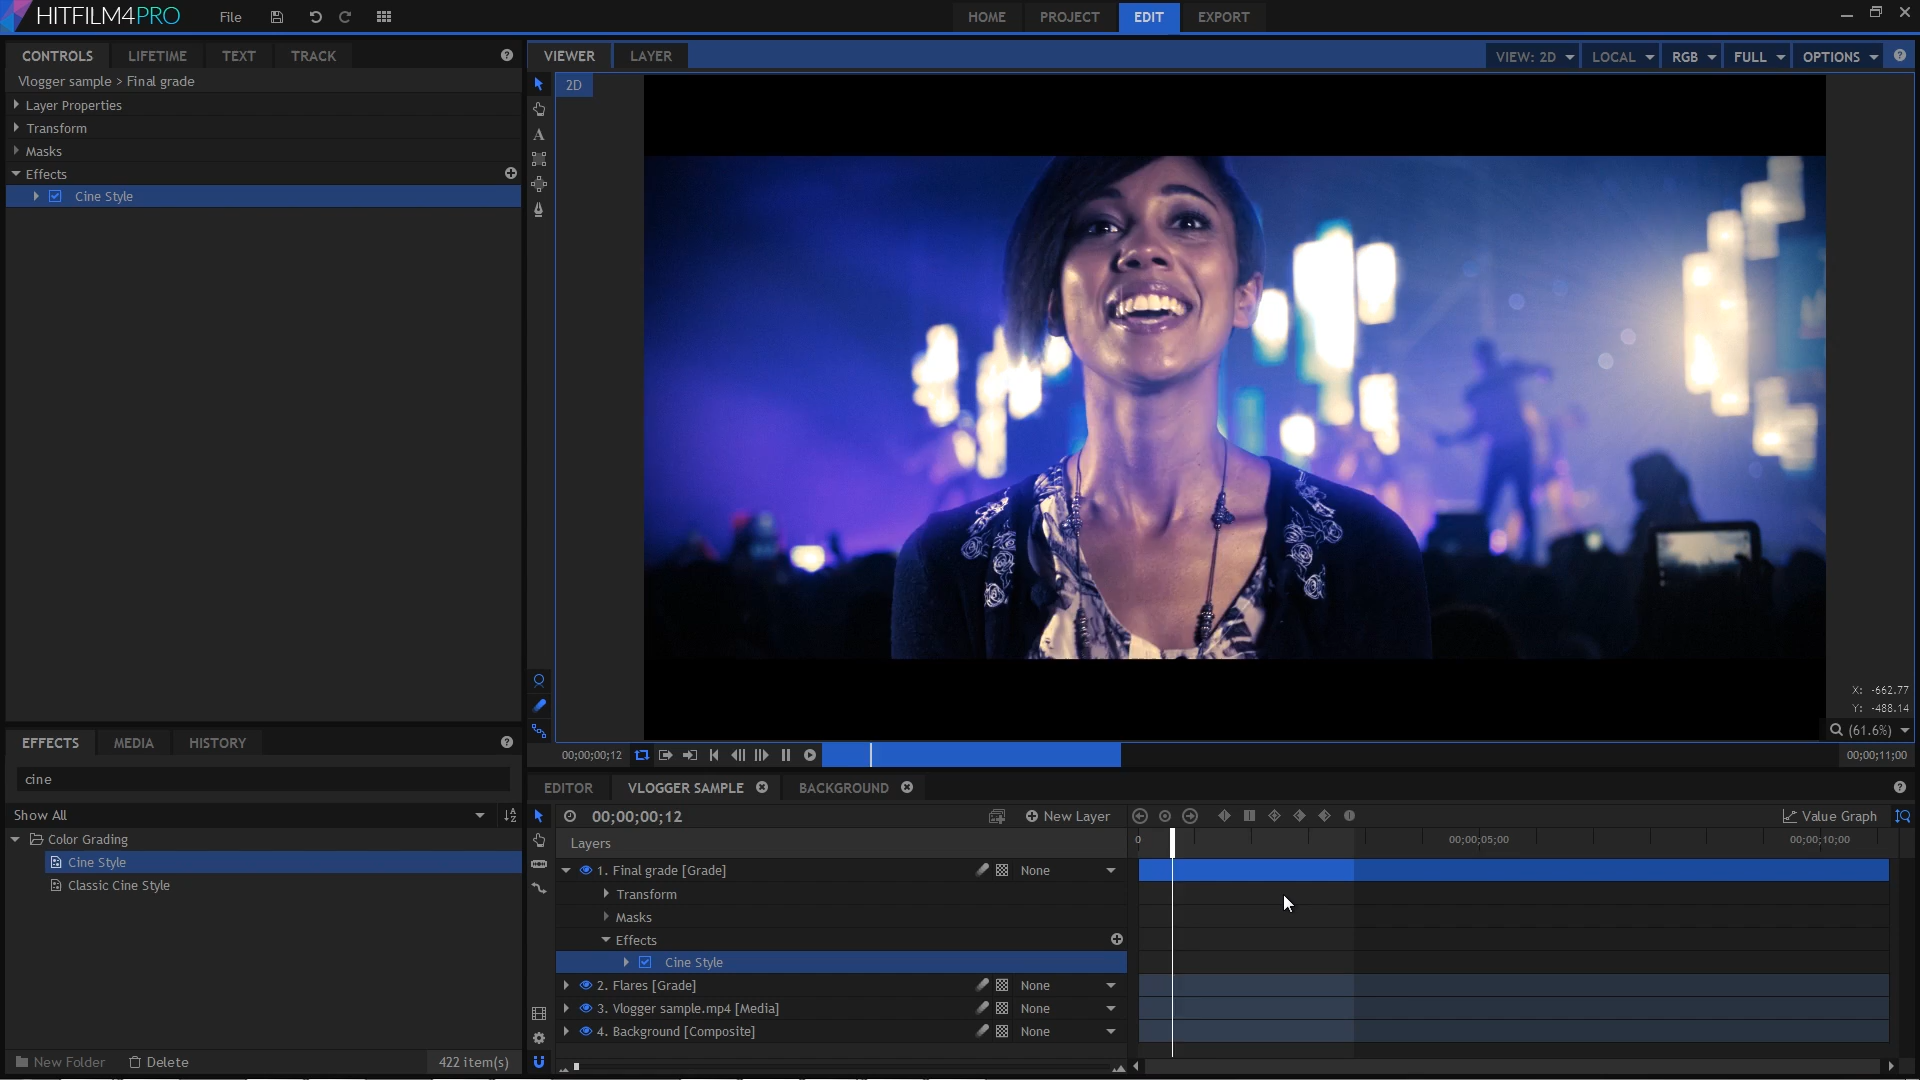 HITFILM4PRO File HOME PROJECT EDIT EXPORT
CONTROLS LIFETIME TEXT TRACK
Vlogger sample > Final grade
Layer Properties
Transform
Masks
Effects
Cine Style
VIEWER LAYER VIEW: 2D LOCAL RGB FULL OPTIONS
2D
A
X: -662.77
Y: -488.14
(61.6%)
00;00;00;12 00;00;11;00
EFFECTS MEDIA HISTORY
cine
Show All
Color Grading
Cine Style
Classic Cine Style
New Folder Delete 422 item(s)
EDITOR VLOGGER SAMPLE BACKGROUND
00;00;00;12 New Layer Value Graph
Layers 0 00;00;05;00 00;00;10;00
1. Final grade [Grade] None
Transform
Masks
Effects
Cine Style
2. Flares [Grade] None
3. Vlogger sample.mp4 [Media] None
4. Background [Composite] None